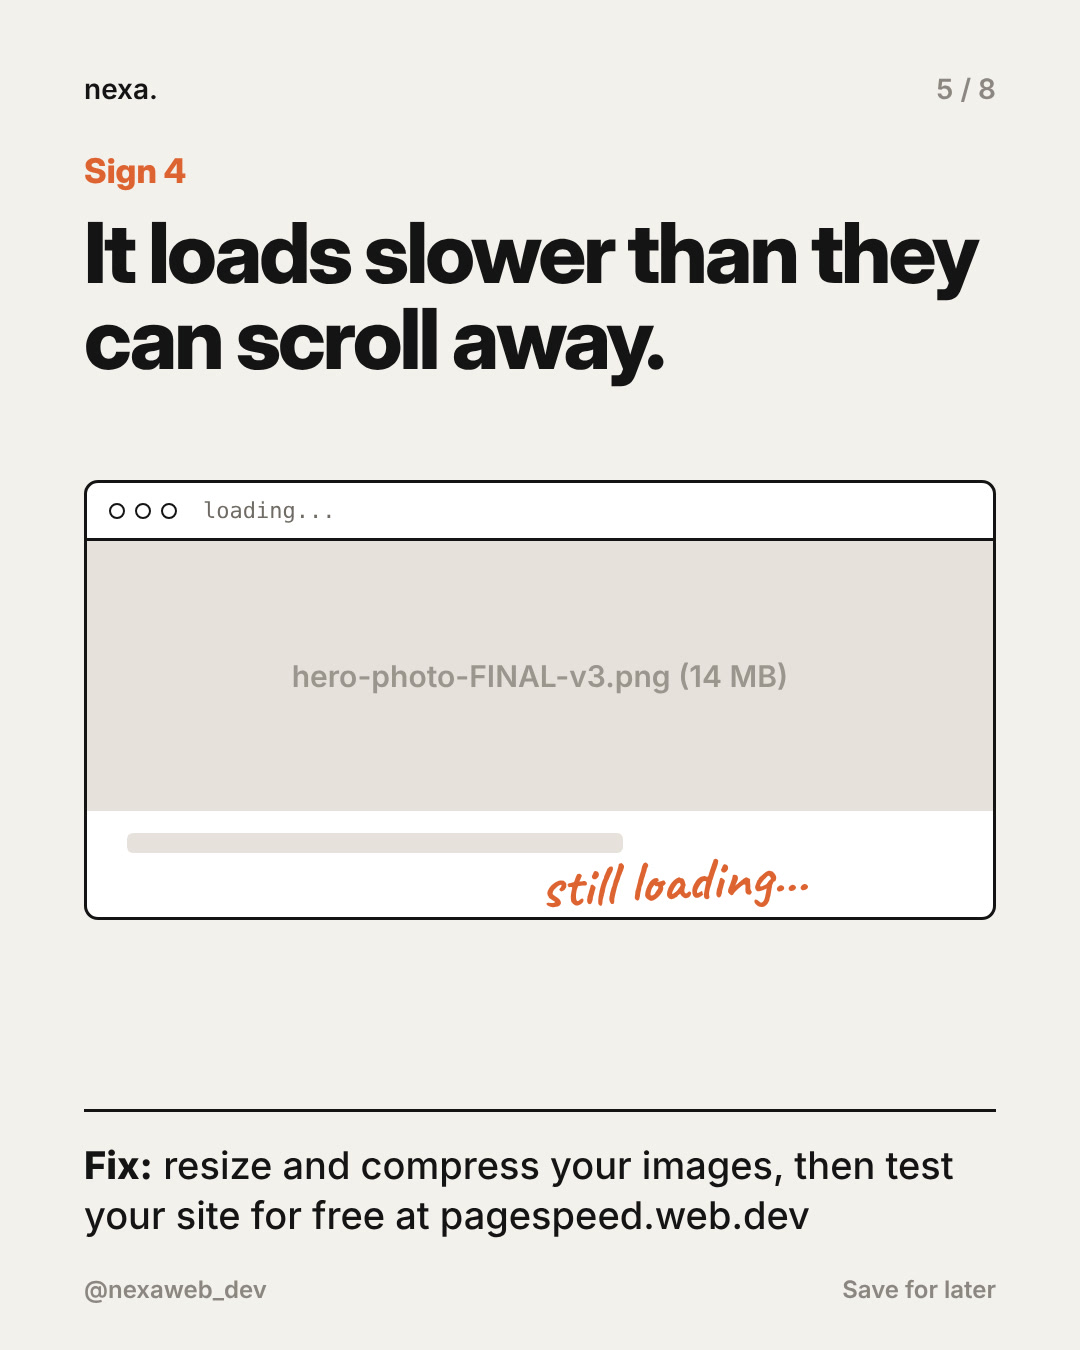 nexa.
5 / 8
Sign 4
It loads slower than they
can scroll away.
loading...
hero-photo-FINAL-v3.png (14 MB)
still loading...
Fix: resize and compress your images, then test
your site for free at pagespeed.web.dev
@nexaweb_dev
Save for later